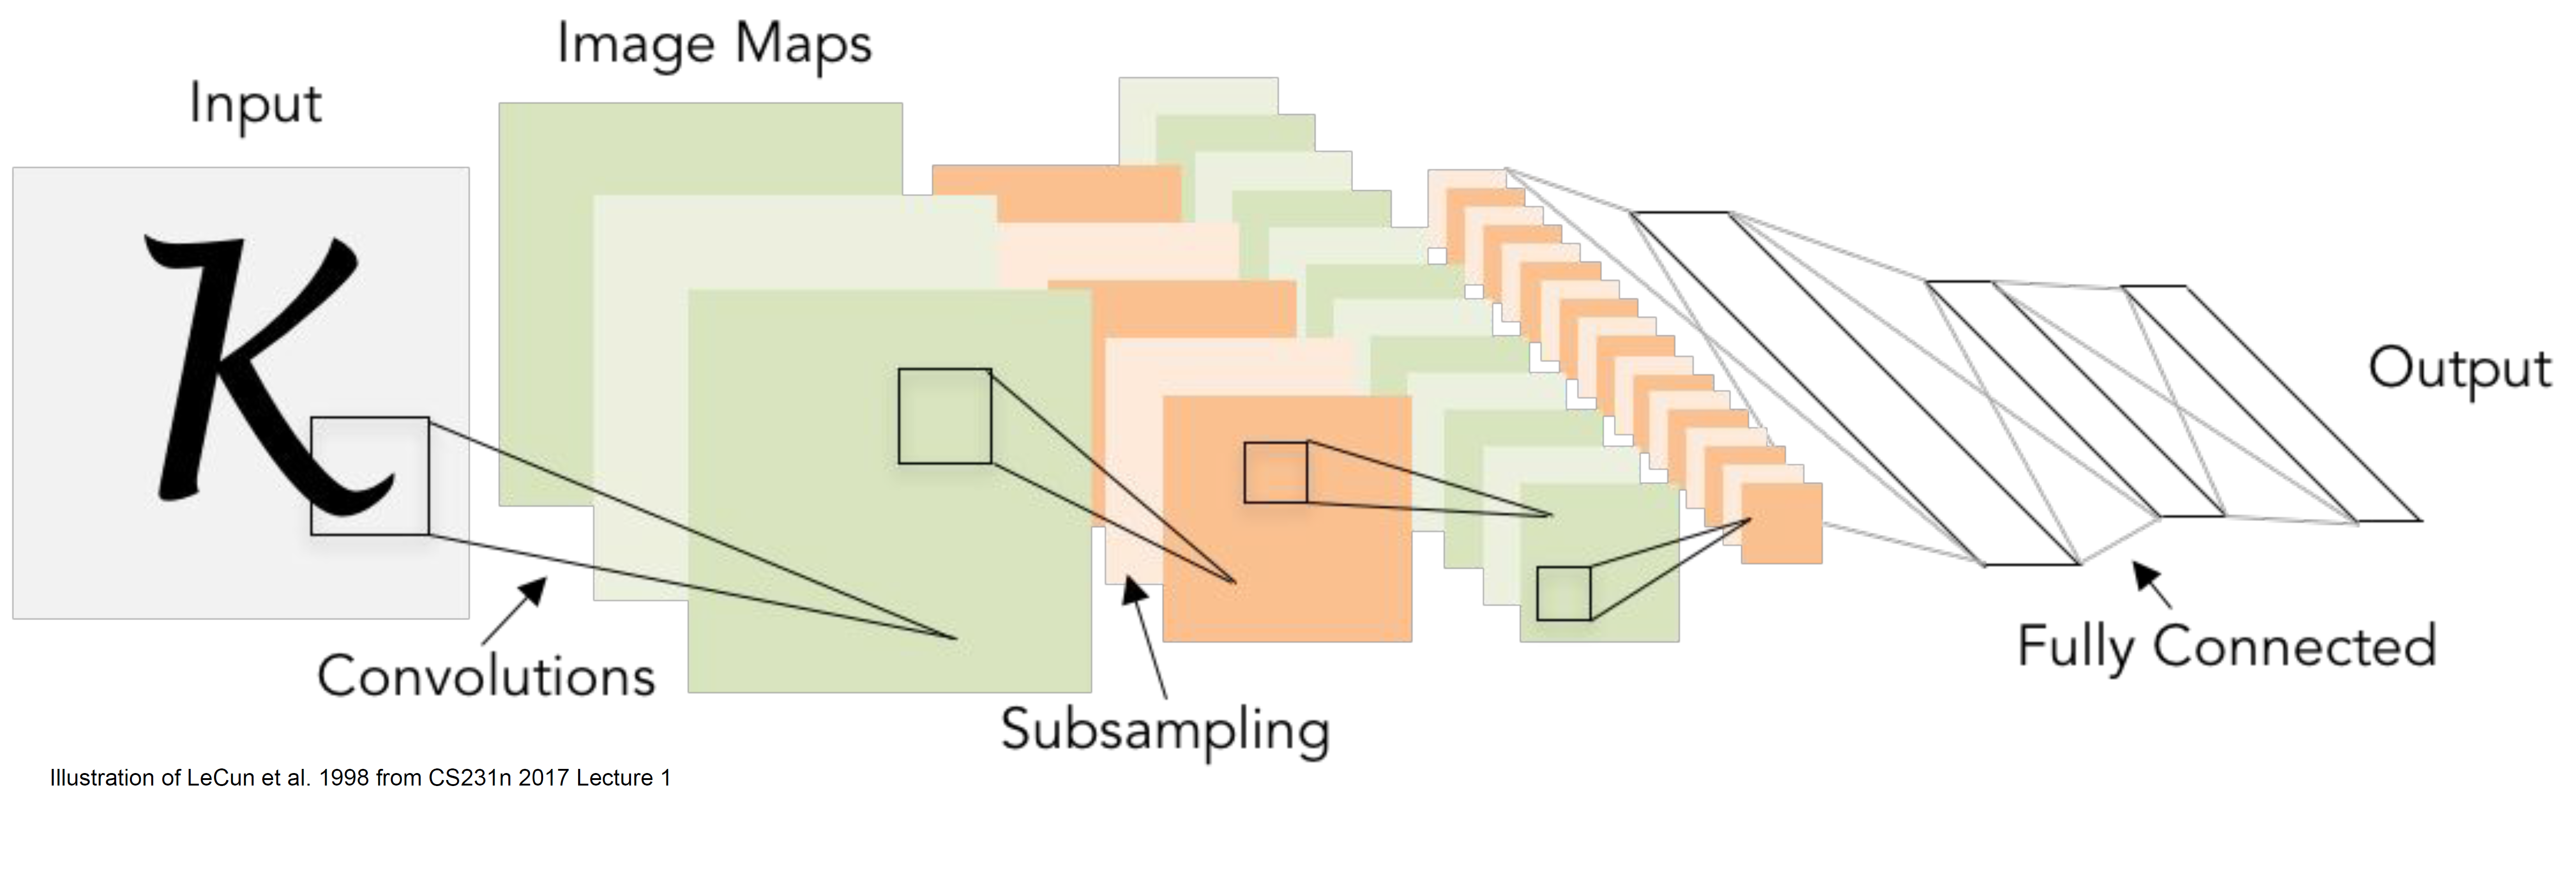 Image Maps
Input
K
Output
Convolutions
Fully Connected
Subsampling
Illustration of LeCun et al. 1998 from CS231n 2017 Lecture 1